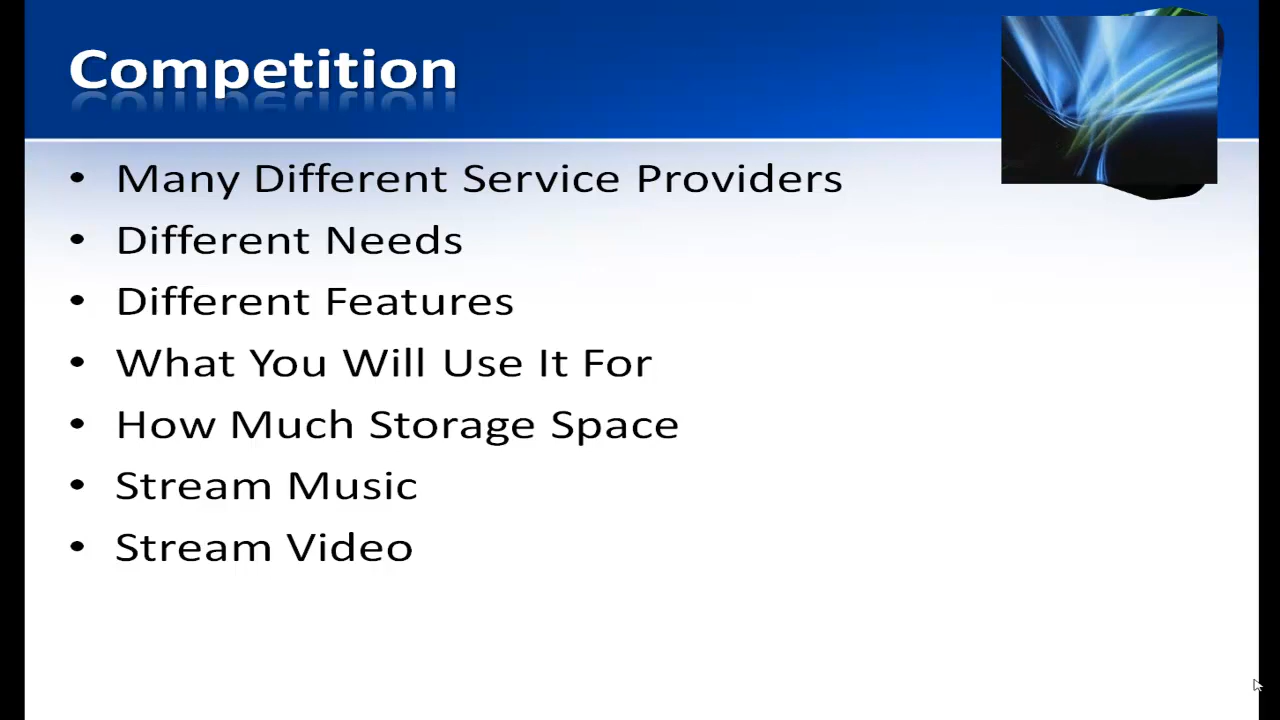 Competition
• Many Different Service Providers
• Different Needs
• Different Features
• What You Will Use It For
• How Much Storage Space
• Stream Music
• Stream Video